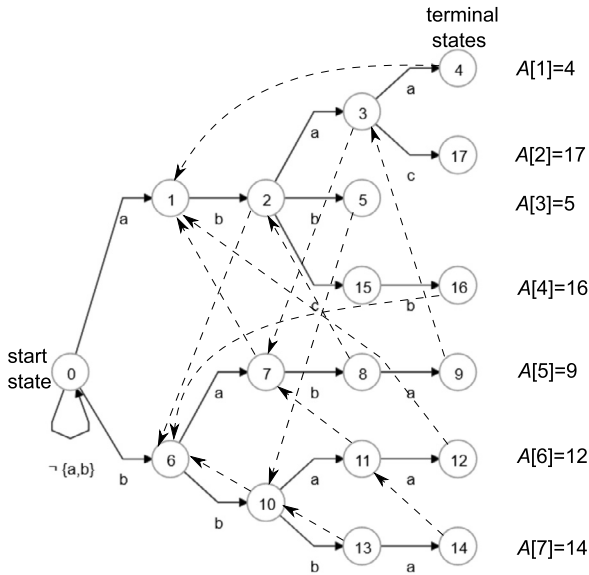 terminal
states
4
A[1]=4
a
3
a
17
A[2]=17
c
1
2
5
A[3]=5
a
b
b
15
16
A[4]=16
c
b
start
state
0
7
8
9
A[5]=9
a
b
a
6
11
12
A[6]=12
¬ {a,b}
b
a
a
10
b
13
14
A[7]=14
b
a